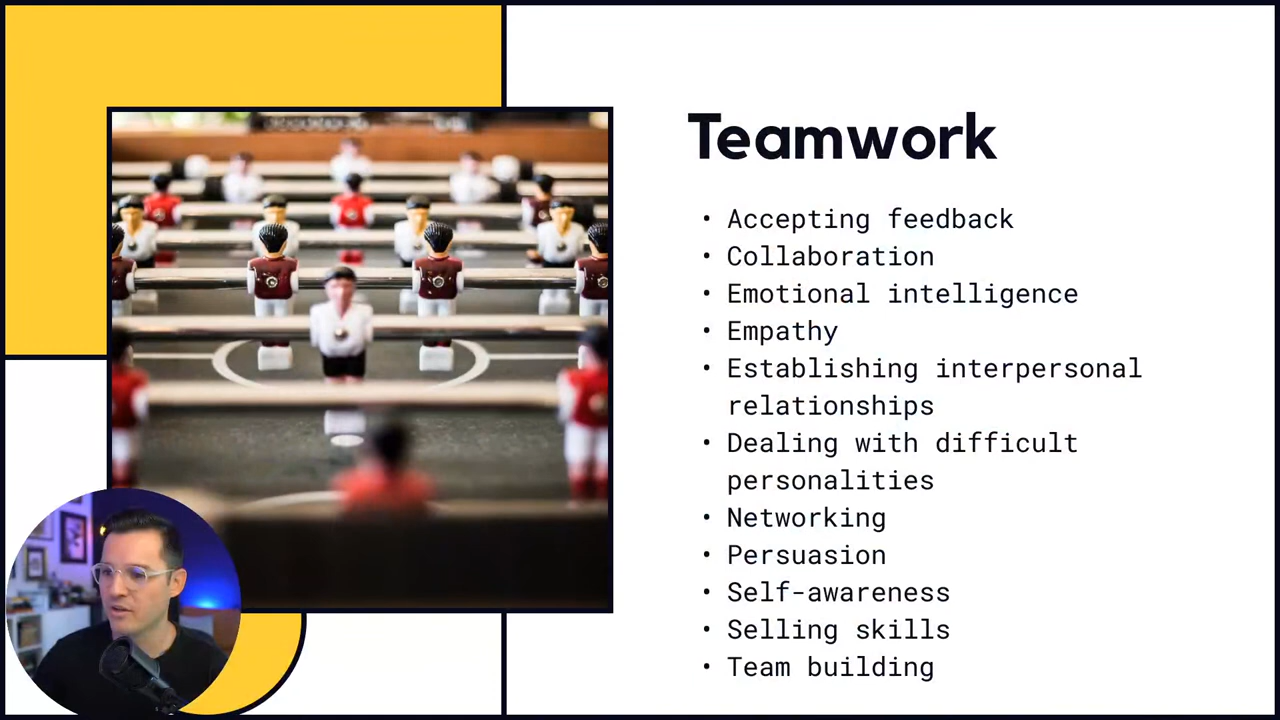 Teamwork
• Accepting feedback
• Collaboration
• Emotional intelligence
• Empathy
• Establishing interpersonal
relationships
• Dealing with difficult
personalities
• Networking
• Persuasion
• Self-awareness
• Selling skills
• Team building